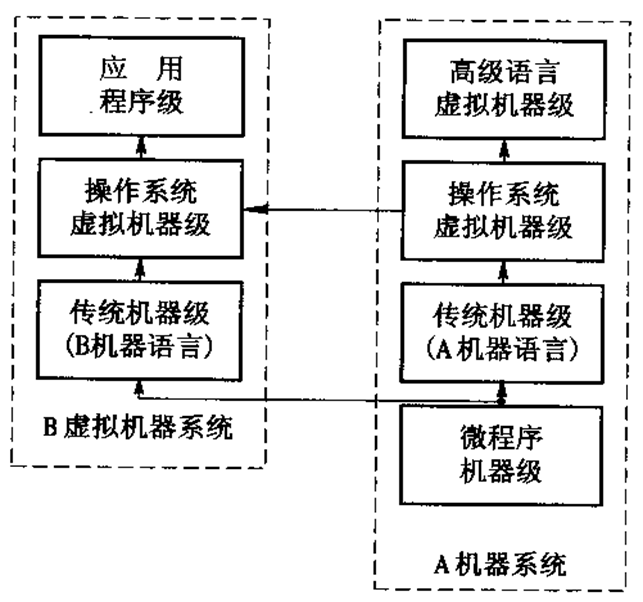 应 用
程序级
操作系统
虚拟机器级
传统机器级
(B机器语言)
B虚拟机器系统
高级语言
虚拟机器级
操作系统
虚拟机器级
传统机器级
(A机器语言)
微程序
机器级
A机器系统